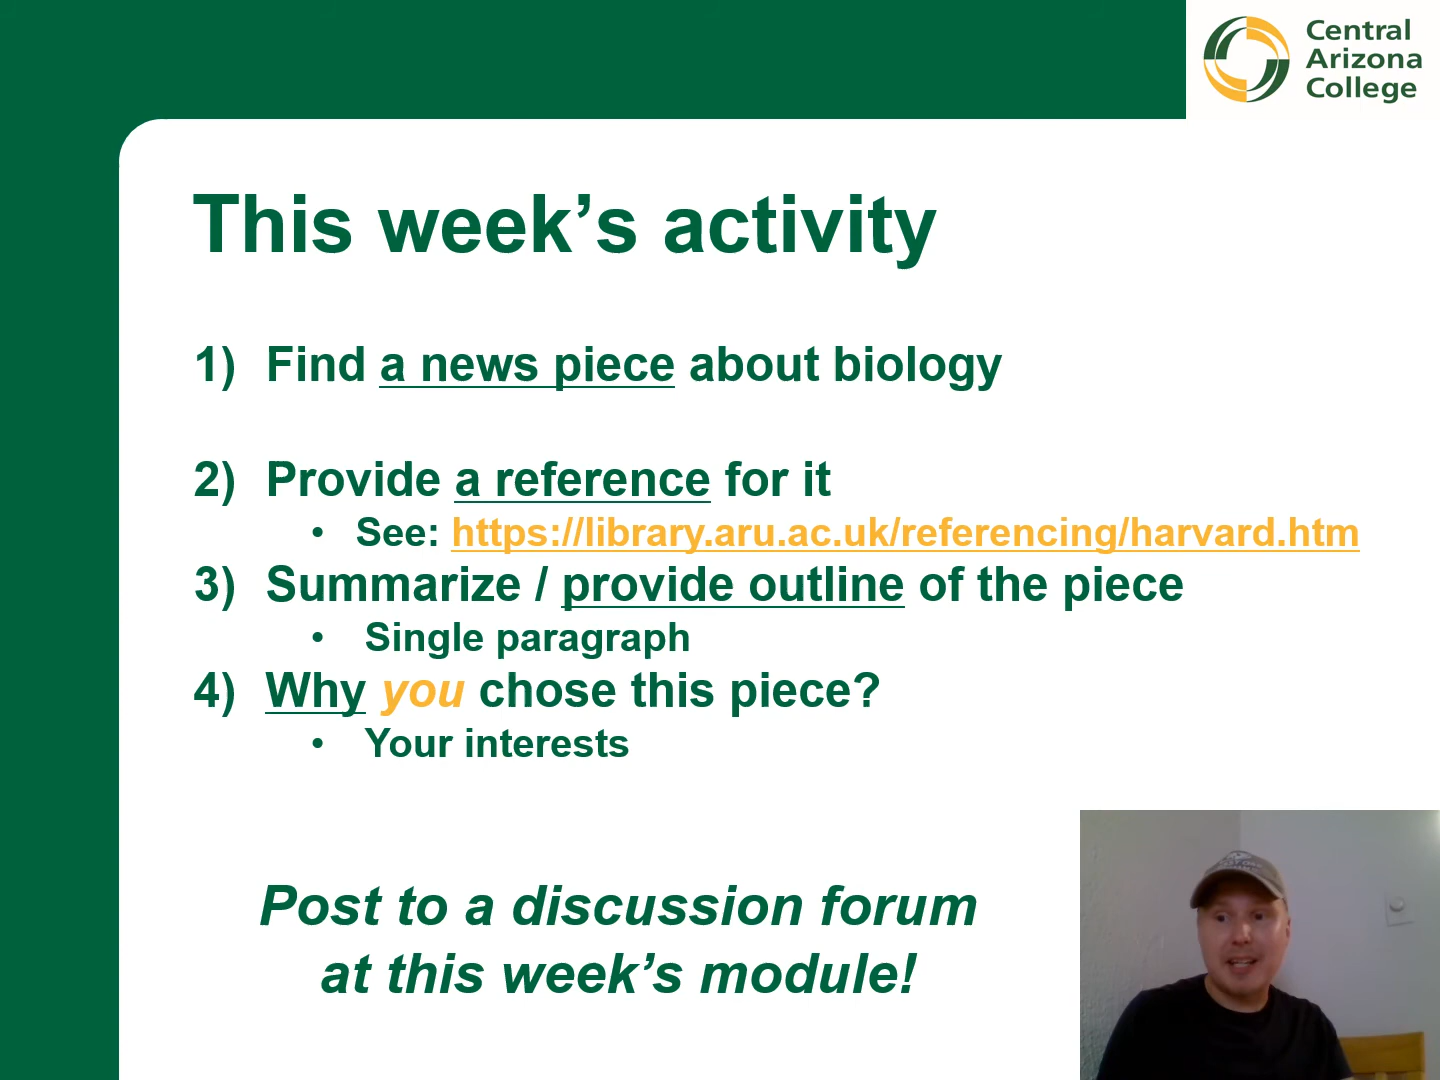 Central
Arizona
College
This week’s activity
1) Find a news piece about biology
2) Provide a reference for it
• See: https://library.aru.ac.uk/referencing/harvard.htm
3) Summarize / provide outline of the piece
• Single paragraph
4) Why you chose this piece?
• Your interests
Post to a discussion forum
at this week’s module!